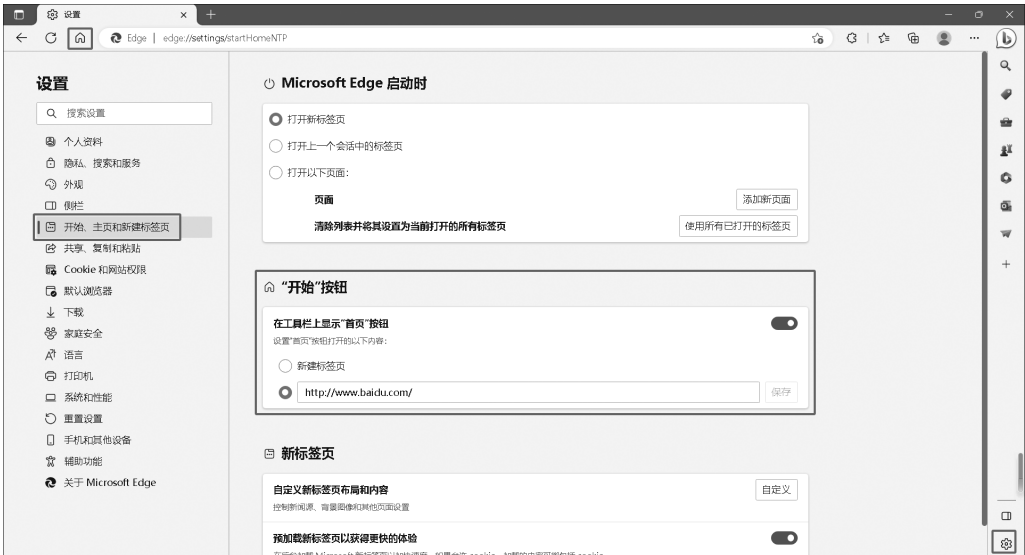 设置
Edge | edge://settings/startHomeNTP
设置
搜索设置
个人资料
隐私、搜索和服务
外观
侧栏
开始、主页和新建标签页
共享、复制和粘贴
Cookie 和网站权限
默认浏览器
下载
家庭安全
语言
打印机
系统和性能
重置设置
手机和其他设备
辅助功能
关于 Microsoft Edge
Microsoft Edge 启动时
打开新标签页
打开上一个会话中的标签页
打开以下页面：
页面
添加新页面
清除列表并将其设置为当前打开的所有标签页
使用所有已打开的标签页
“开始”按钮
在工具栏上显示“首页”按钮
设置“首页”按钮打开的以下内容：
新建标签页
http://www.baidu.com/
保存
新标签页
自定义新标签页布局和内容
自定义
控制新闻源、背景图像和其他页面设置
预加载新标签页以获得更快的体验